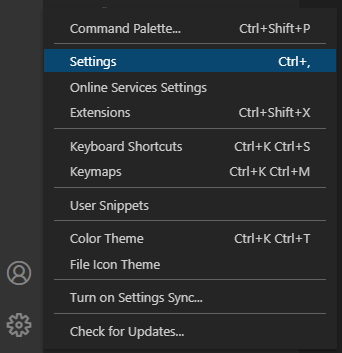 Command Palette... Ctrl+Shift+P
Settings Ctrl+,
Online Services Settings
Extensions Ctrl+Shift+X
Keyboard Shortcuts Ctrl+K Ctrl+S
Keymaps Ctrl+K Ctrl+M
User Snippets
Color Theme Ctrl+K Ctrl+T
File Icon Theme
Turn on Settings Sync...
Check for Updates...